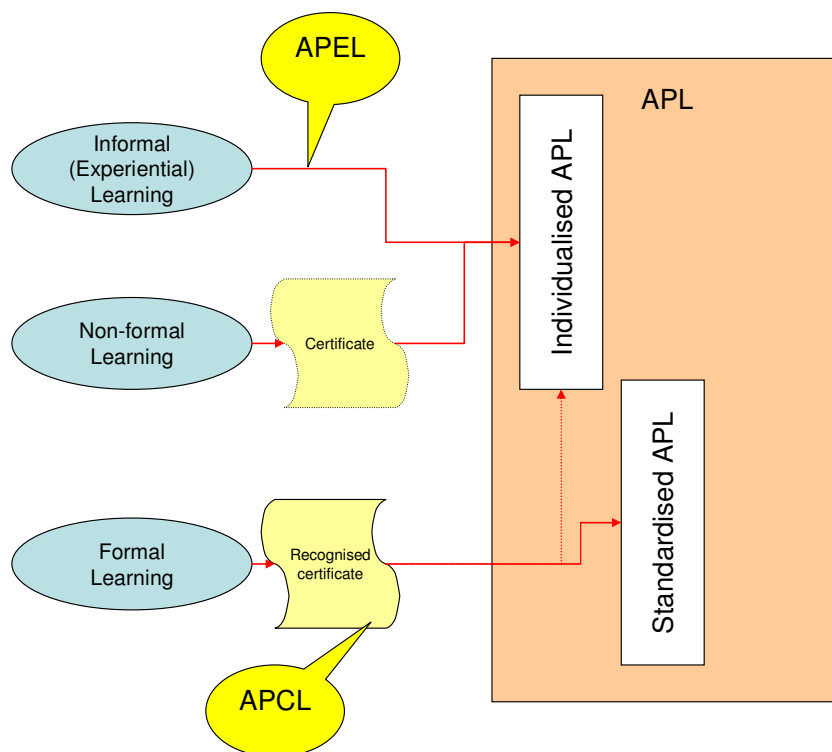 APEL
APL
Informal
(Experiential)
Learning
Individualised APL
Non-formal
Learning
Certificate
Standardised APL
Formal
Learning
Recognised
certificate
APCL